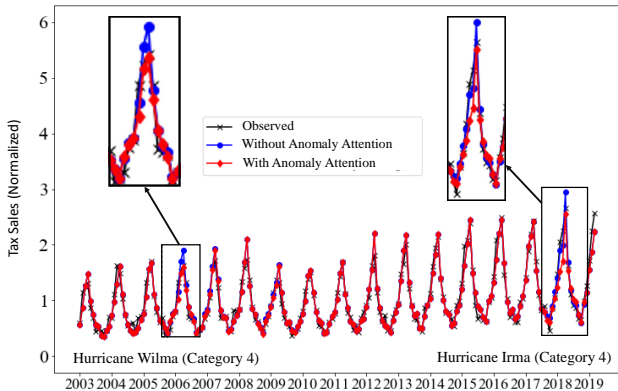 6
5
4
3
2
1
0
Tax Sales (Normalized)
Observed
Without Anomaly Attention
With Anomaly Attention
Hurricane Wilma (Category 4)
Hurricane Irma (Category 4)
2003 2004 2005 2006 2007 2008 2009 2010 2011 2012 2013 2014 2015 2016 2017 2018 2019